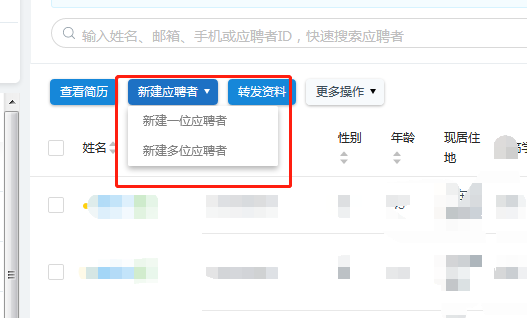 输入姓名、邮箱、手机或应聘者ID，快速搜索应聘者
查看简历 新建应聘者 转发资料 更多操作
新建一位应聘者
新建多位应聘者
姓名 性别 年龄 现居住地